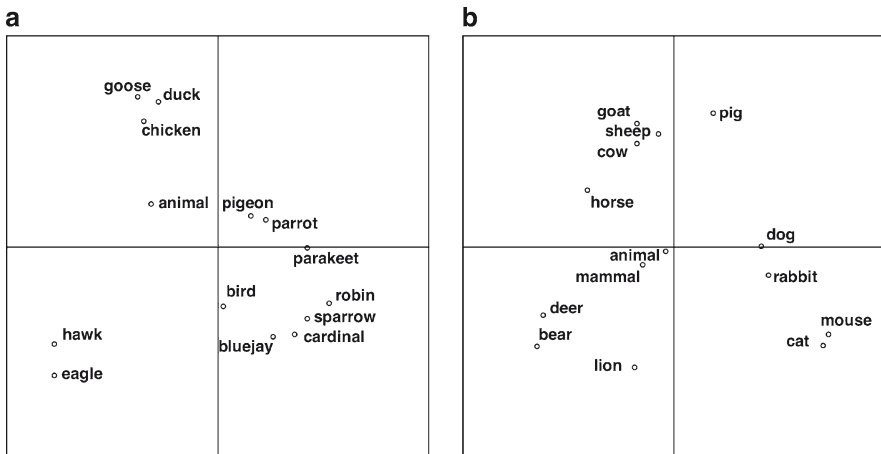 a
goose
duck
chicken
animal
pigeon
parrot
parakeet
bird
robin
sparrow
hawk
cardinal
bluejay
eagle
b
goat
pig
sheep
cow
horse
dog
animal
mammal
rabbit
deer
mouse
bear
cat
lion